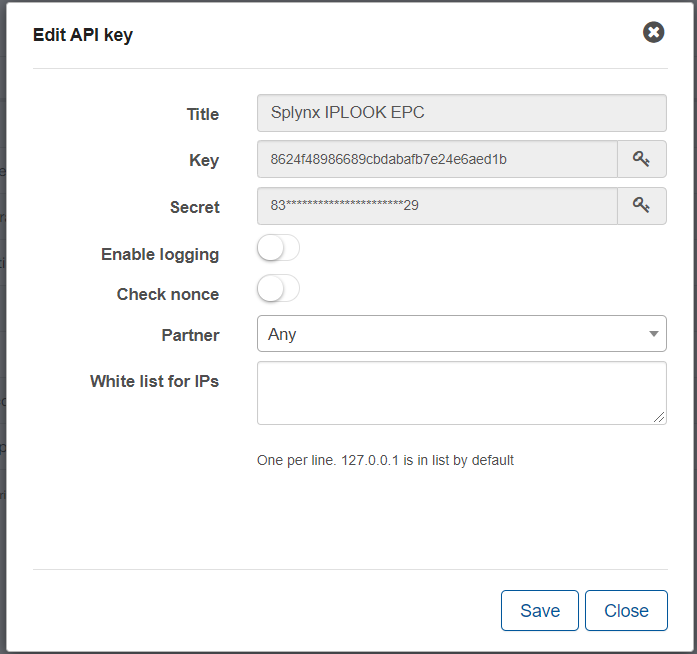 Edit API key
Title
Splynx IPLOOK EPC
Key
8624f48986689cbdabafb7e24e6aed1b
Secret
83**********************29
Enable logging
Check nonce
Partner
Any
White list for IPs
One per line. 127.0.0.1 is in list by default
Save
Close